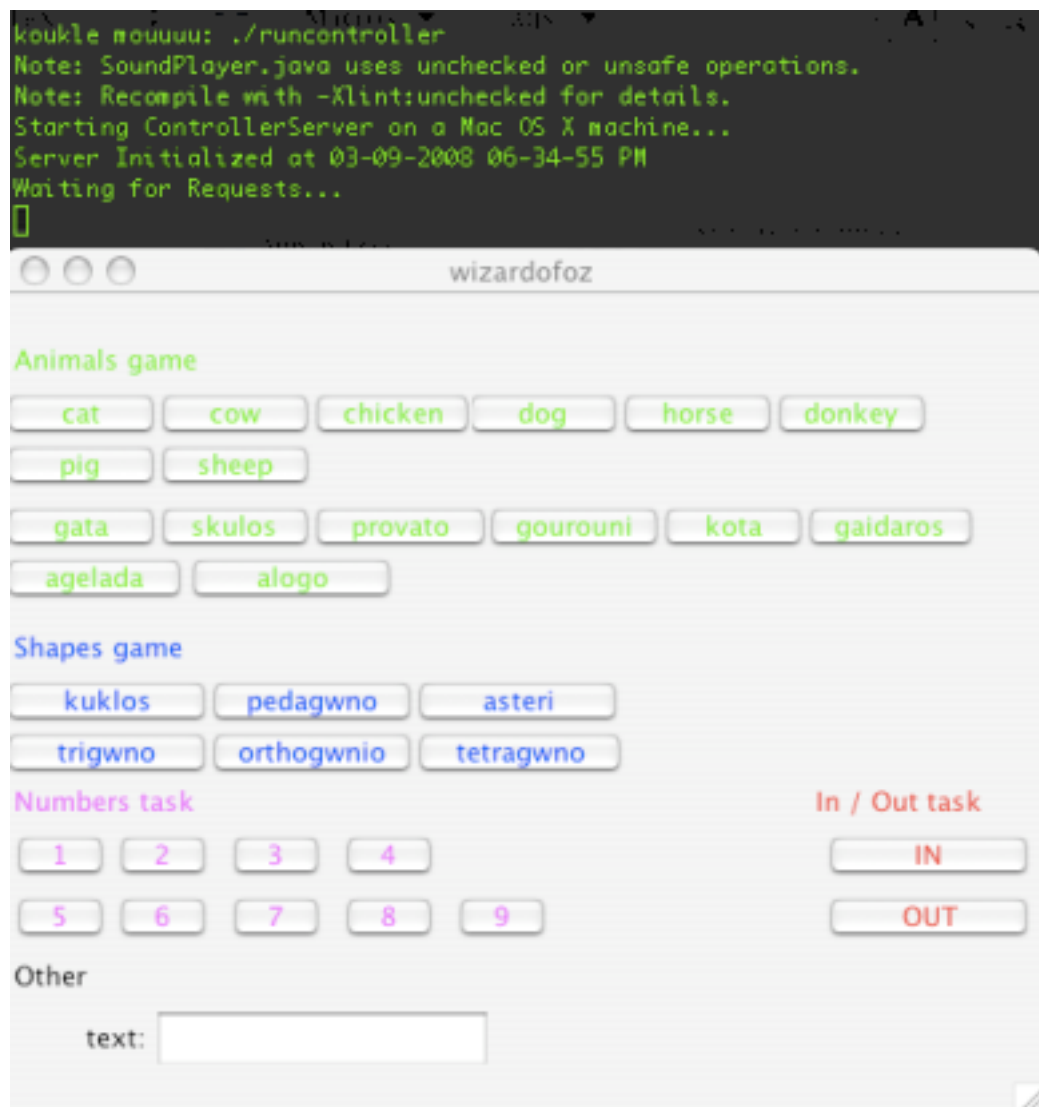 koukle mouuuu: ./runcontroller
Note: SoundPlayer.java uses unchecked or unsafe operations.
Note: Recompile with -Xlint:unchecked for details.
Starting ControllerServer on a Mac OS X machine...
Server Initialized at 03-09-2008 06-34-55 PM
Waiting for Requests...
wizardofoz
Animals game
cat cow chicken dog horse donkey
pig sheep
gata skulos provato gourouni kota gaidaros
agelada alogo
Shapes game
kuklos pedagwno asteri
trigwno orthogwnio tetragwno
Numbers task In / Out task
1 2 3 4 IN
5 6 7 8 9 OUT
Other
text: